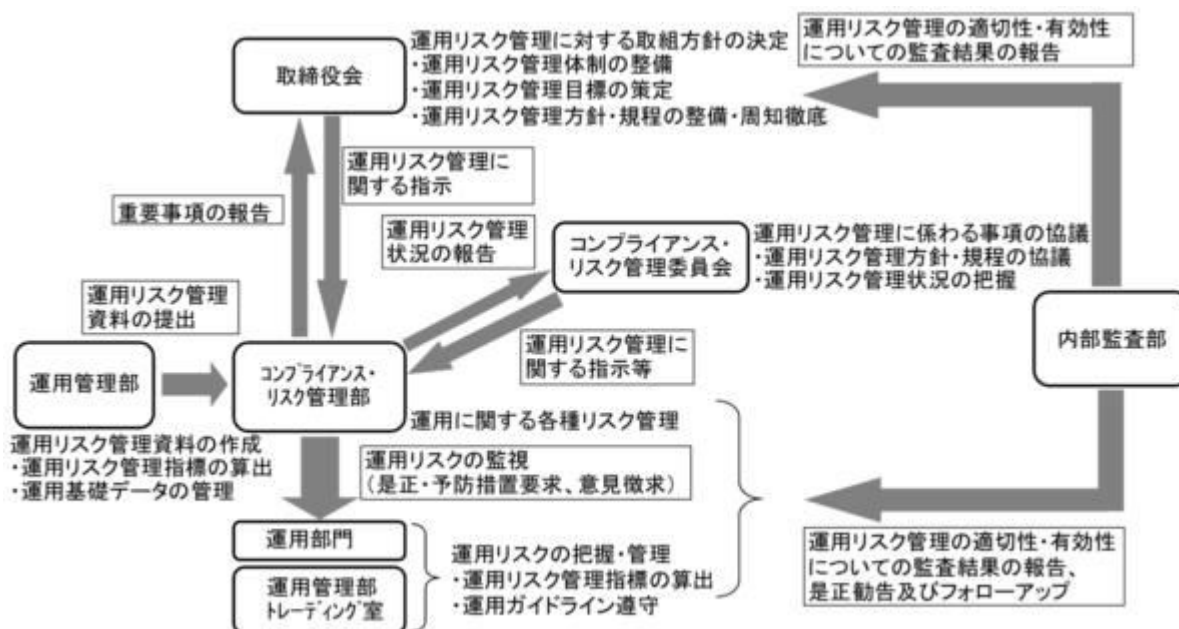 取締役会
運用リスク管理に対する取組方針の決定
・運用リスク管理体制の整備
・運用リスク管理目標の策定
・運用リスク管理方針・規程の整備・周知徹底
運用リスク管理の適切性・有効性
についての監査結果の報告
運用リスク管理に
関する指示
重要事項の報告
運用リスク管理
状況の報告
コンプライアンス・
リスク管理委員会
運用リスク管理に係わる事項の協議
・運用リスク管理方針・規程の協議
・運用リスク管理状況の把握
運用リスク管理
資料の提出
運用リスク管理に
関する指示等
内部監査部
運用管理部
コンプライアンス・
リスク管理部
運用に関する各種リスク管理
運用リスク管理資料の作成
・運用リスク管理指標の算出
・運用基礎データの管理
運用リスクの監視
(是正・予防措置要求、意見徴求)
運用部門
運用管理部
トレーディング室
運用リスクの把握・管理
・運用リスク管理指標の算出
・運用ガイドライン遵守
運用リスク管理の適切性・有効性
についての監査結果の報告、
是正勧告及びフォローアップ